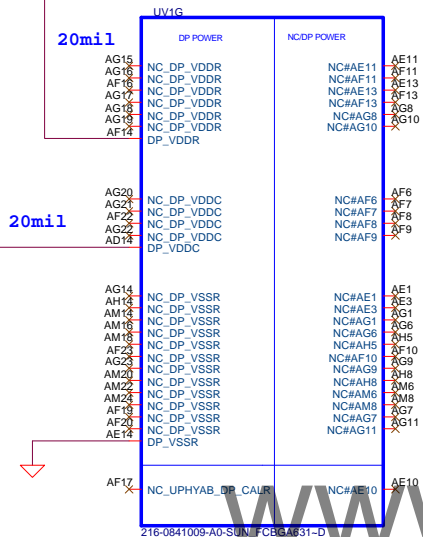 UV1G
20mil
DP POWER NC/DP POWER
AG15 NC_DP_VDDR NC#AE11 AE11
AG16 NC_DP_VDDR NC#AF11 AF11
AF16 NC_DP_VDDR NC#AE13 AE13
AG17 NC_DP_VDDR NC#AF13 AF13
AG18 NC_DP_VDDR NC#AG8 AG8
AG19 NC_DP_VDDR NC#AG10 AG10
AF14 DP_VDDR
AG20 NC_DP_VDDC NC#AF6 AF6
AG21 NC_DP_VDDC NC#AF7 AF7
20mil
AF22 NC_DP_VDDC NC#AF8 AF8
AG22 NC_DP_VDDC NC#AF9 AF9
AD14 DP_VDDC
AG14 NC_DP_VSSR NC#AE1 AE1
AH14 NC_DP_VSSR NC#AE3 AE3
AM14 NC_DP_VSSR NC#AG1 AG1
AM16 NC_DP_VSSR NC#AG6 AG6
AM18 NC_DP_VSSR NC#AH5 AH5
AF23 NC_DP_VSSR NC#AF10 AF10
AG23 NC_DP_VSSR NC#AG9 AG9
AM20 NC_DP_VSSR NC#AH8 AH8
AM22 NC_DP_VSSR NC#AM6 AM6
AM24 NC_DP_VSSR NC#AM8 AM8
AF19 NC_DP_VSSR NC#AG7 AG7
AF20 NC_DP_VSSR NC#AG11 AG11
AE14 DP_VSSR
AF17 NC_UPHYAB_DP_CALR NC#AE10 AE10
216-0841009-A0-SUN_FCBGA631~D